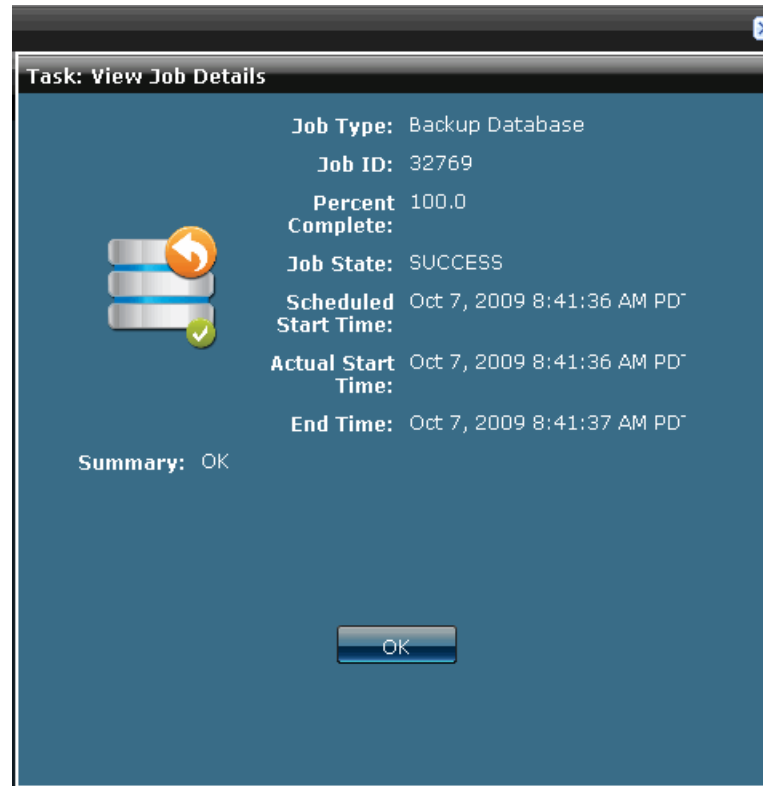 Task: View Job Details
Job Type: Backup Database
Job ID: 32769
Percent Complete: 100.0
Job State: SUCCESS
Scheduled Start Time: Oct 7, 2009 8:41:36 AM PD
Actual Start Time: Oct 7, 2009 8:41:36 AM PD
End Time: Oct 7, 2009 8:41:37 AM PD
Summary: OK
OK